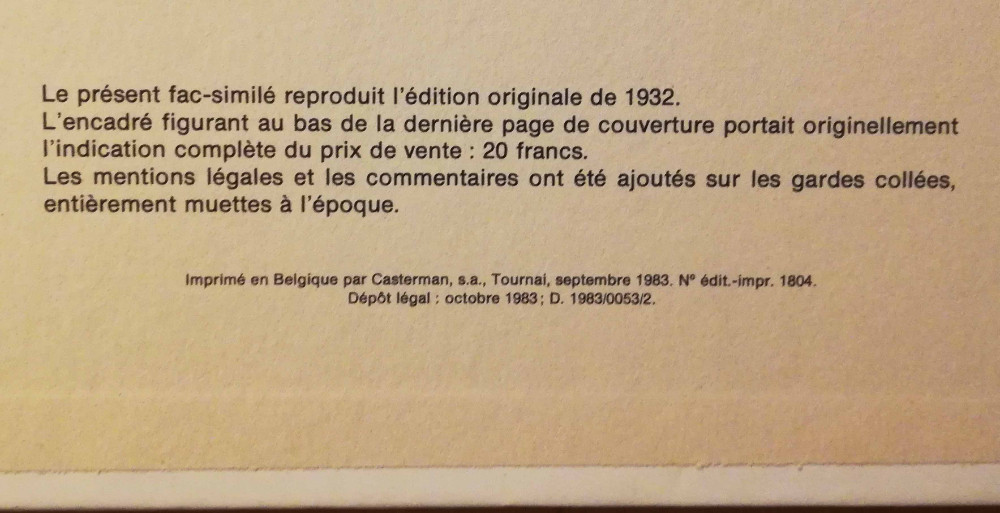 Le présent fac-similé reproduit l'édition originale de 1932.
L'encadré figurant au bas de la dernière page de couverture portait originellement
l'indication complète du prix de vente : 20 francs.
Les mentions légales et les commentaires ont été ajoutés sur les gardes collées,
entièrement muettes à l'époque.
Imprimé en Belgique par Casterman, s.a., Tournai, septembre 1983. N° édit.-impr. 1804.
Dépôt légal : octobre 1983; D. 1983/0053/2.